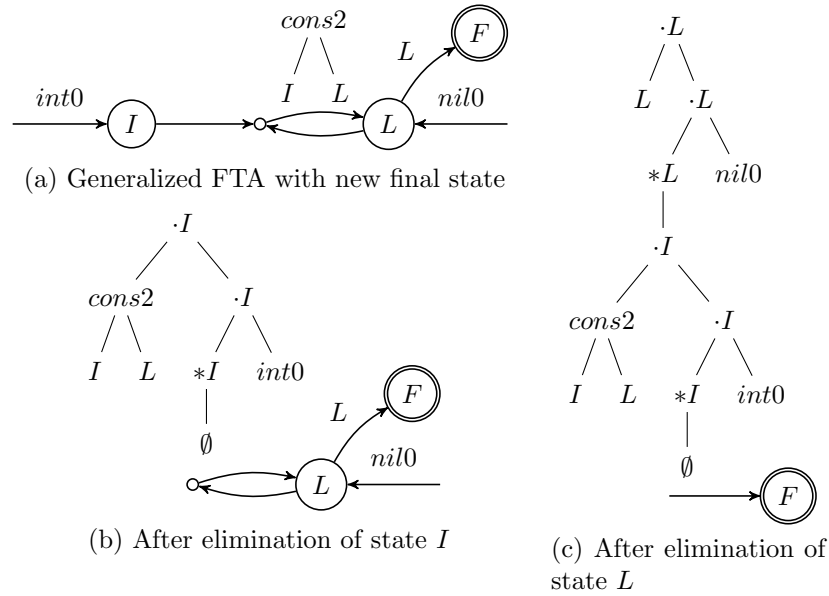 cons2
F
L
int0
I
I
L
L
nil0
(a) Generalized FTA with new final state
·I
cons2
·I
I
L
*I
int0
∅
L
F
L
nil0
(b) After elimination of state I
·L
L
·L
*L
nil0
·I
cons2
·I
I
L
*I
int0
∅
F
(c) After elimination of
state L